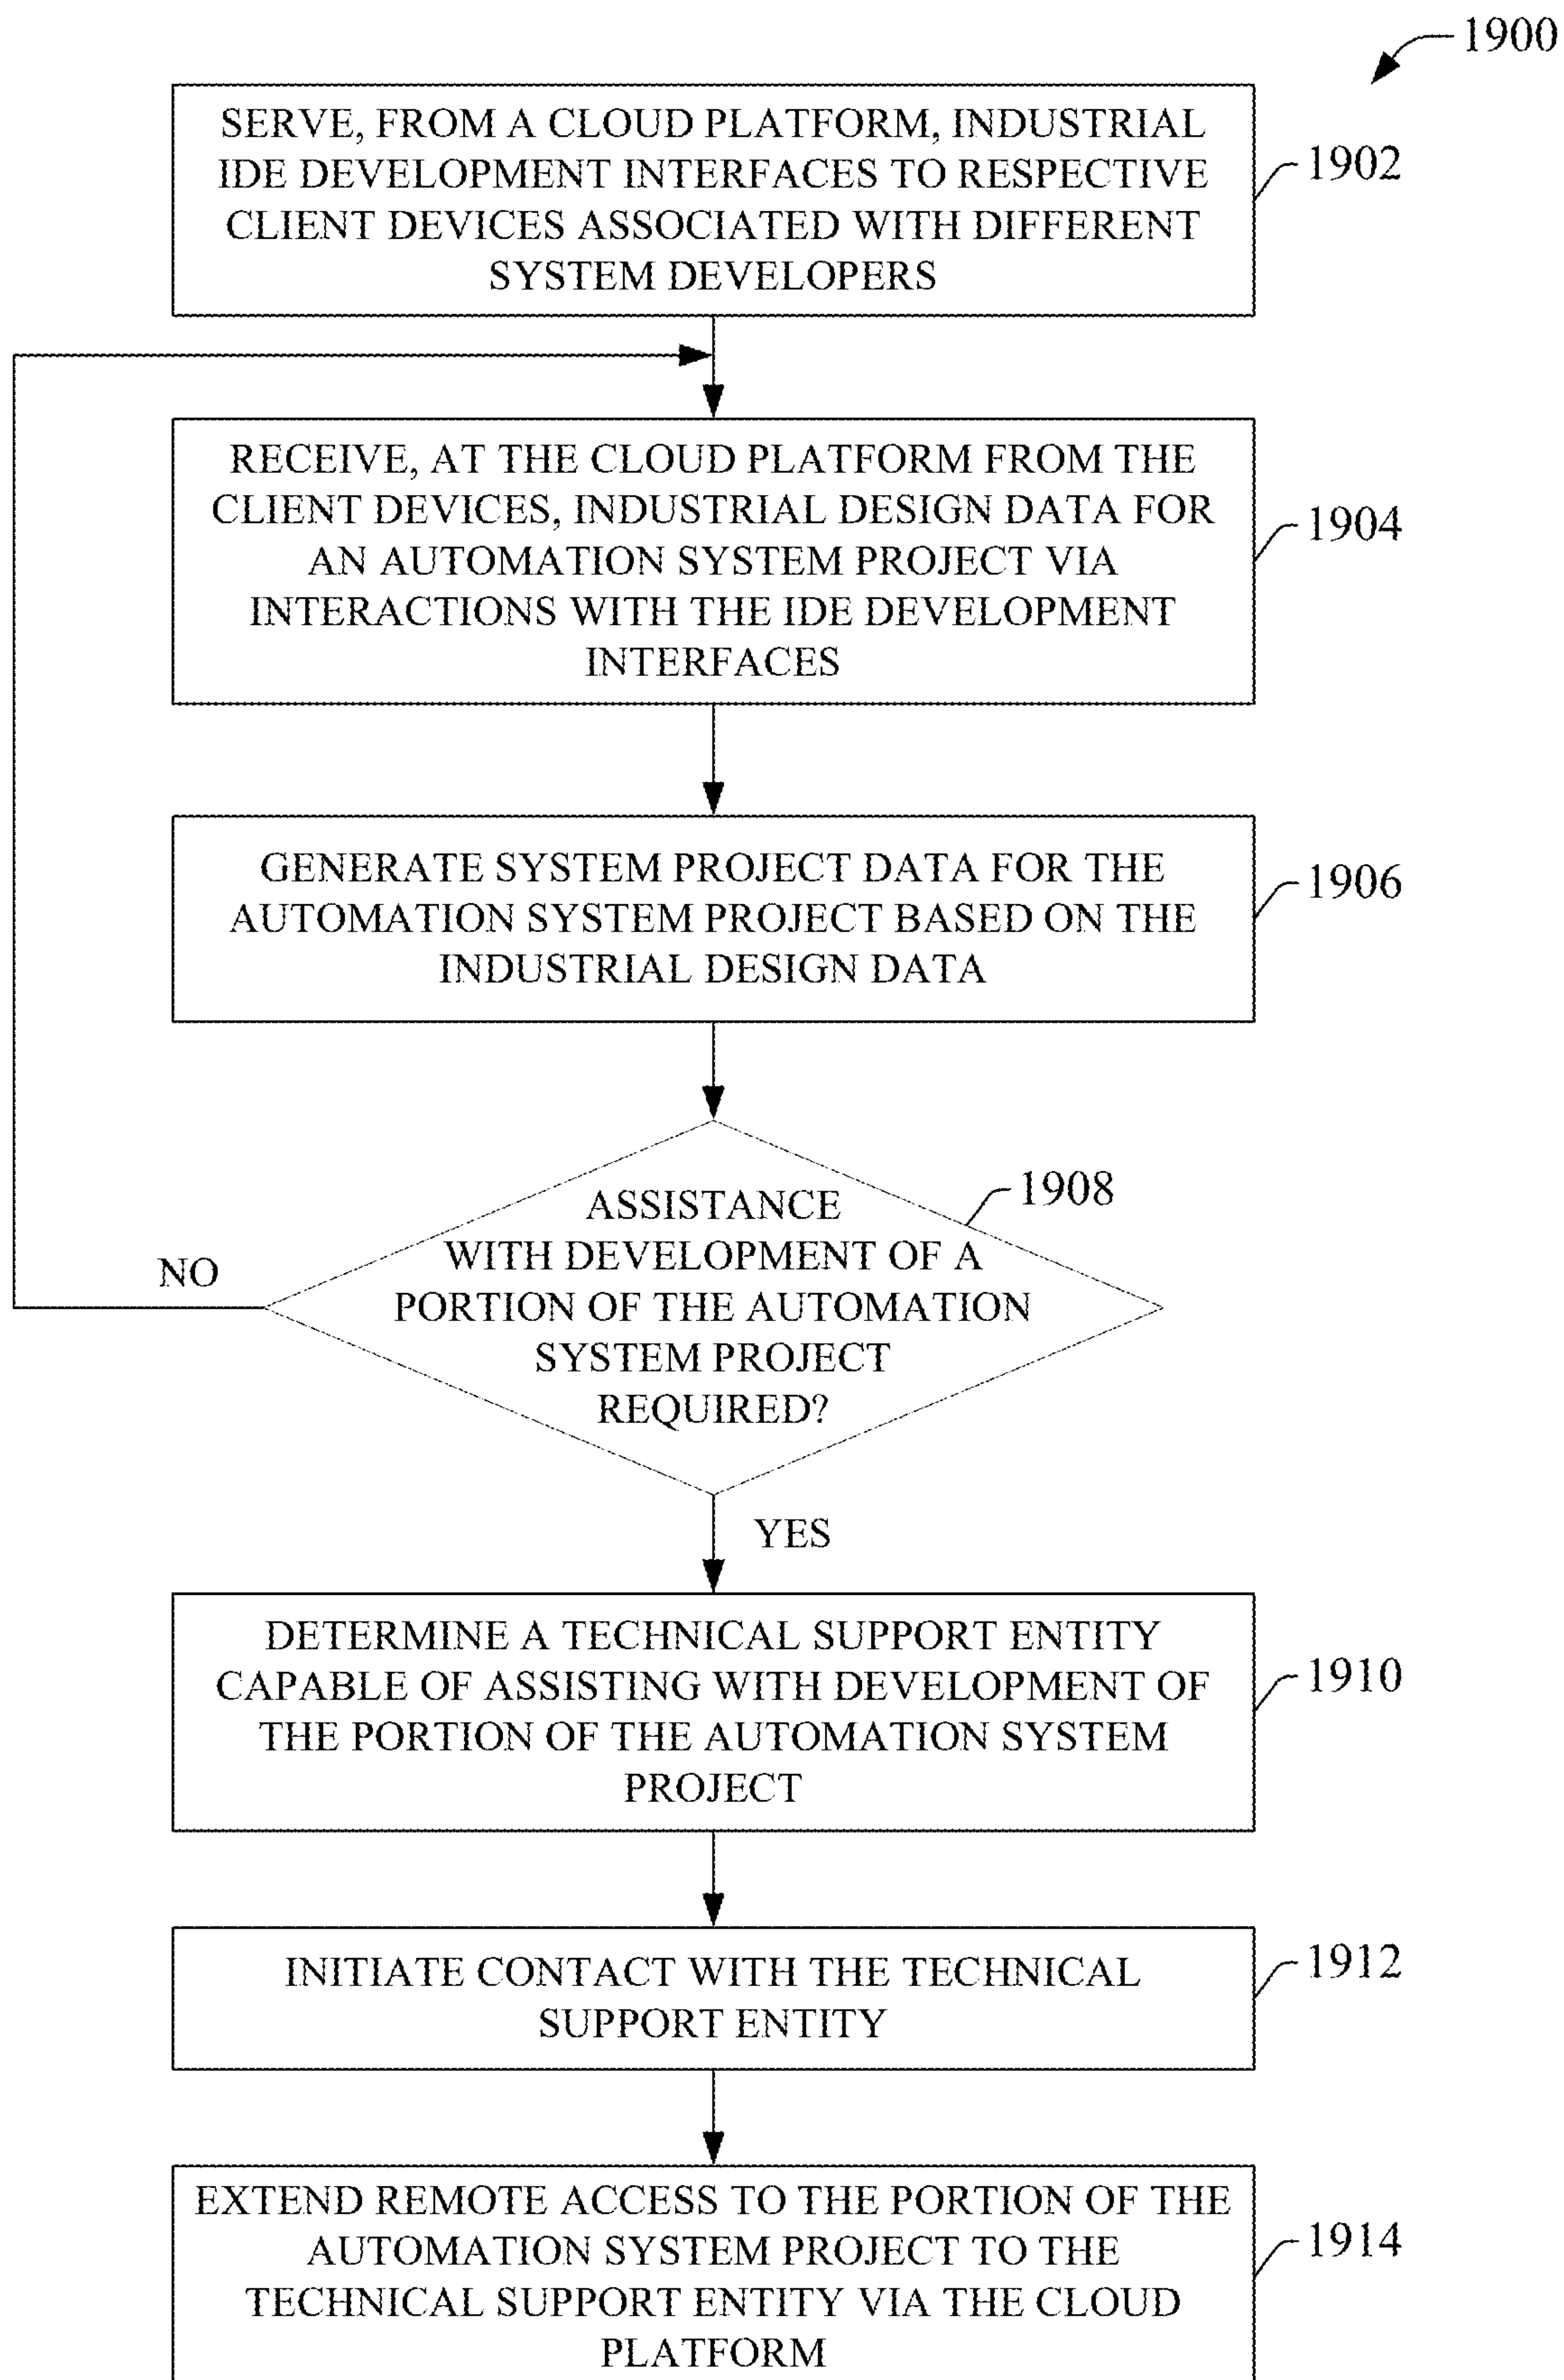 1900
SERVE, FROM A CLOUD PLATFORM, INDUSTRIAL
IDE DEVELOPMENT INTERFACES TO RESPECTIVE
CLIENT DEVICES ASSOCIATED WITH DIFFERENT
SYSTEM DEVELOPERS
1902
RECEIVE, AT THE CLOUD PLATFORM FROM THE
CLIENT DEVICES, INDUSTRIAL DESIGN DATA FOR
AN AUTOMATION SYSTEM PROJECT VIA
INTERACTIONS WITH THE IDE DEVELOPMENT
INTERFACES
1904
GENERATE SYSTEM PROJECT DATA FOR THE
AUTOMATION SYSTEM PROJECT BASED ON THE
INDUSTRIAL DESIGN DATA
1906
ASSISTANCE
WITH DEVELOPMENT OF A
PORTION OF THE AUTOMATION
SYSTEM PROJECT
REQUIRED?
1908
NO
YES
DETERMINE A TECHNICAL SUPPORT ENTITY
CAPABLE OF ASSISTING WITH DEVELOPMENT OF
THE PORTION OF THE AUTOMATION SYSTEM
PROJECT
1910
INITIATE CONTACT WITH THE TECHNICAL
SUPPORT ENTITY
1912
EXTEND REMOTE ACCESS TO THE PORTION OF THE
AUTOMATION SYSTEM PROJECT TO THE
TECHNICAL SUPPORT ENTITY VIA THE CLOUD
PLATFORM
1914